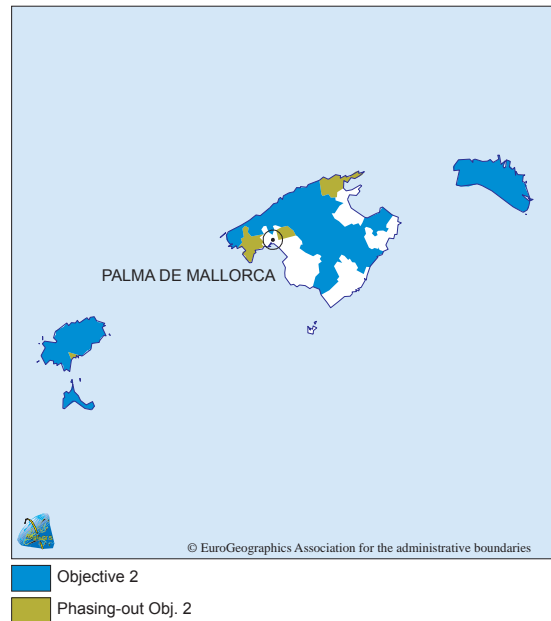 PALMA DE MALLORCA
© EuroGeographics Association for the administrative boundaries
Objective 2
Phasing-out Obj. 2